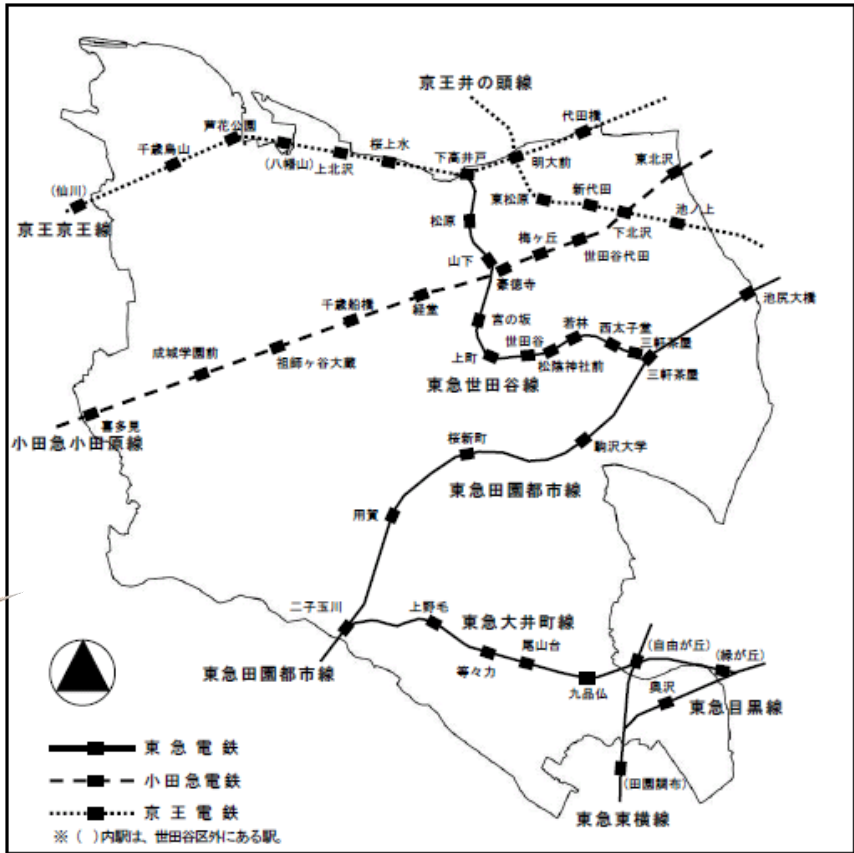 京王井の頭線
代田橋
芦花公園
千歳烏山
(八幡山)
上北沢
桜上水
下高井戸
明大前
東北沢
(仙川)
京王京王線
東松原
新代田
池ノ上
松原
下北沢
梅ヶ丘
世田谷代田
山下
豪徳寺
池尻大橋
千歳船橋
経堂
宮の坂
若林
西太子堂
三軒茶屋
世田谷
成城学園前
祖師ヶ谷大蔵
上町
松陰神社前
三軒茶屋
東急世田谷線
喜多見
小田急小田原線
桜新町
駒沢大学
東急田園都市線
用賀
二子玉川
上野毛
東急大井町線
尾山台
(自由が丘)
(緑が丘)
東急田園都市線
等々力
九品仏
奥沢
東急目黒線
東急電鉄
小田急電鉄
(田園調布)
京王電鉄
東急東横線
※ ( )内駅は、世田谷区外にある駅。